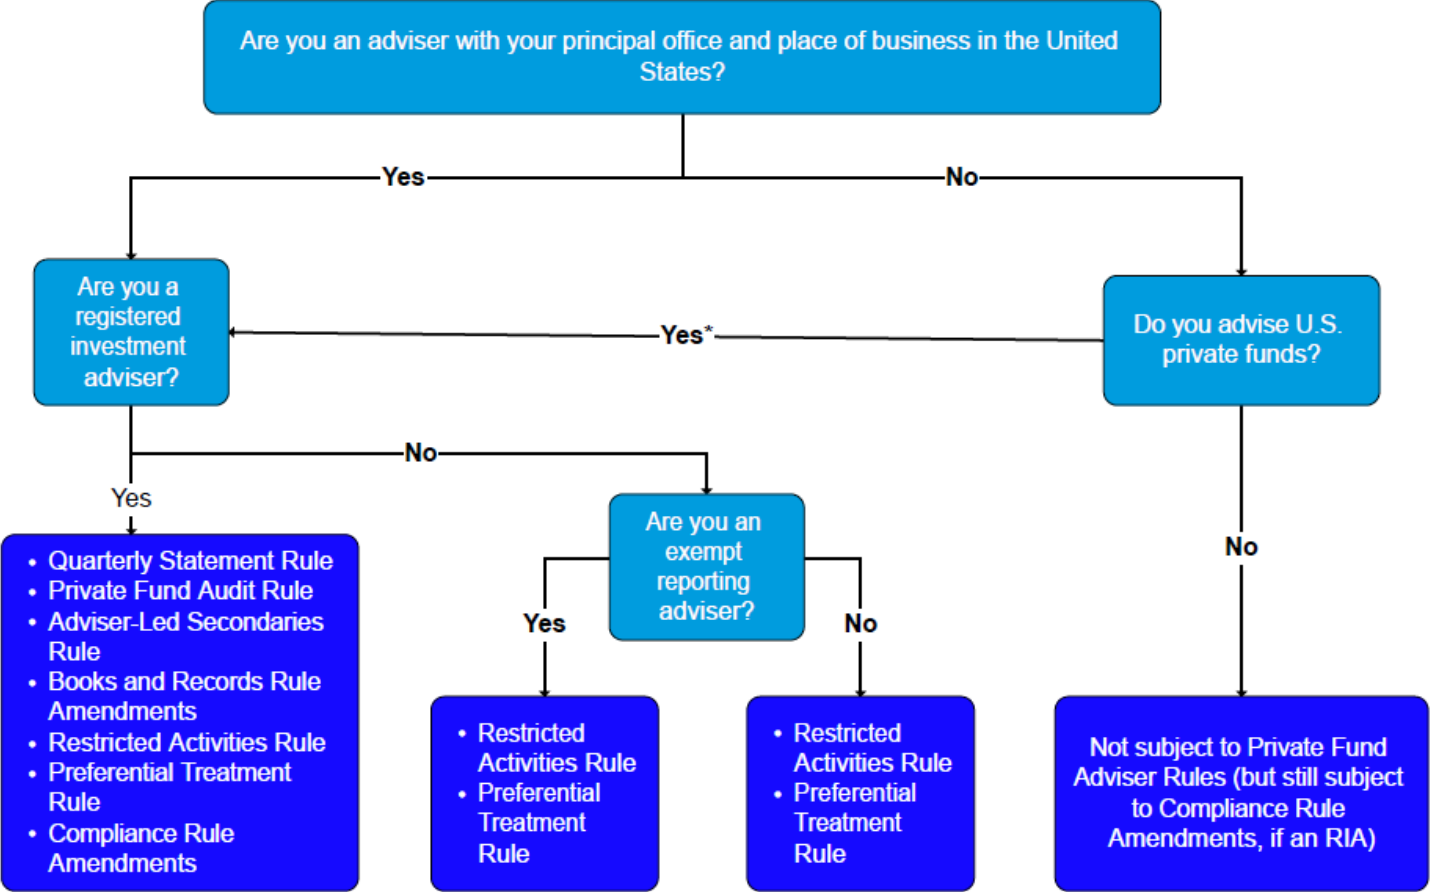 Are you an adviser with your principal office and place of business in the United
States?
Yes
No
Are you a
registered
investment
adviser?
Yes*
Do you advise U.S.
private funds?
No
Yes
Are you an
exempt
reporting
adviser?
No
• Quarterly Statement Rule
• Private Fund Audit Rule
• Adviser-Led Secondaries
Rule
• Books and Records Rule
Amendments
• Restricted Activities Rule
• Preferential Treatment
Rule
• Compliance Rule
Amendments
Yes
No
• Restricted
Activities Rule
• Preferential
Treatment
Rule
• Restricted
Activities Rule
• Preferential
Treatment
Rule
Not subject to Private Fund
Adviser Rules (but still subject
to Compliance Rule
Amendments, if an RIA)